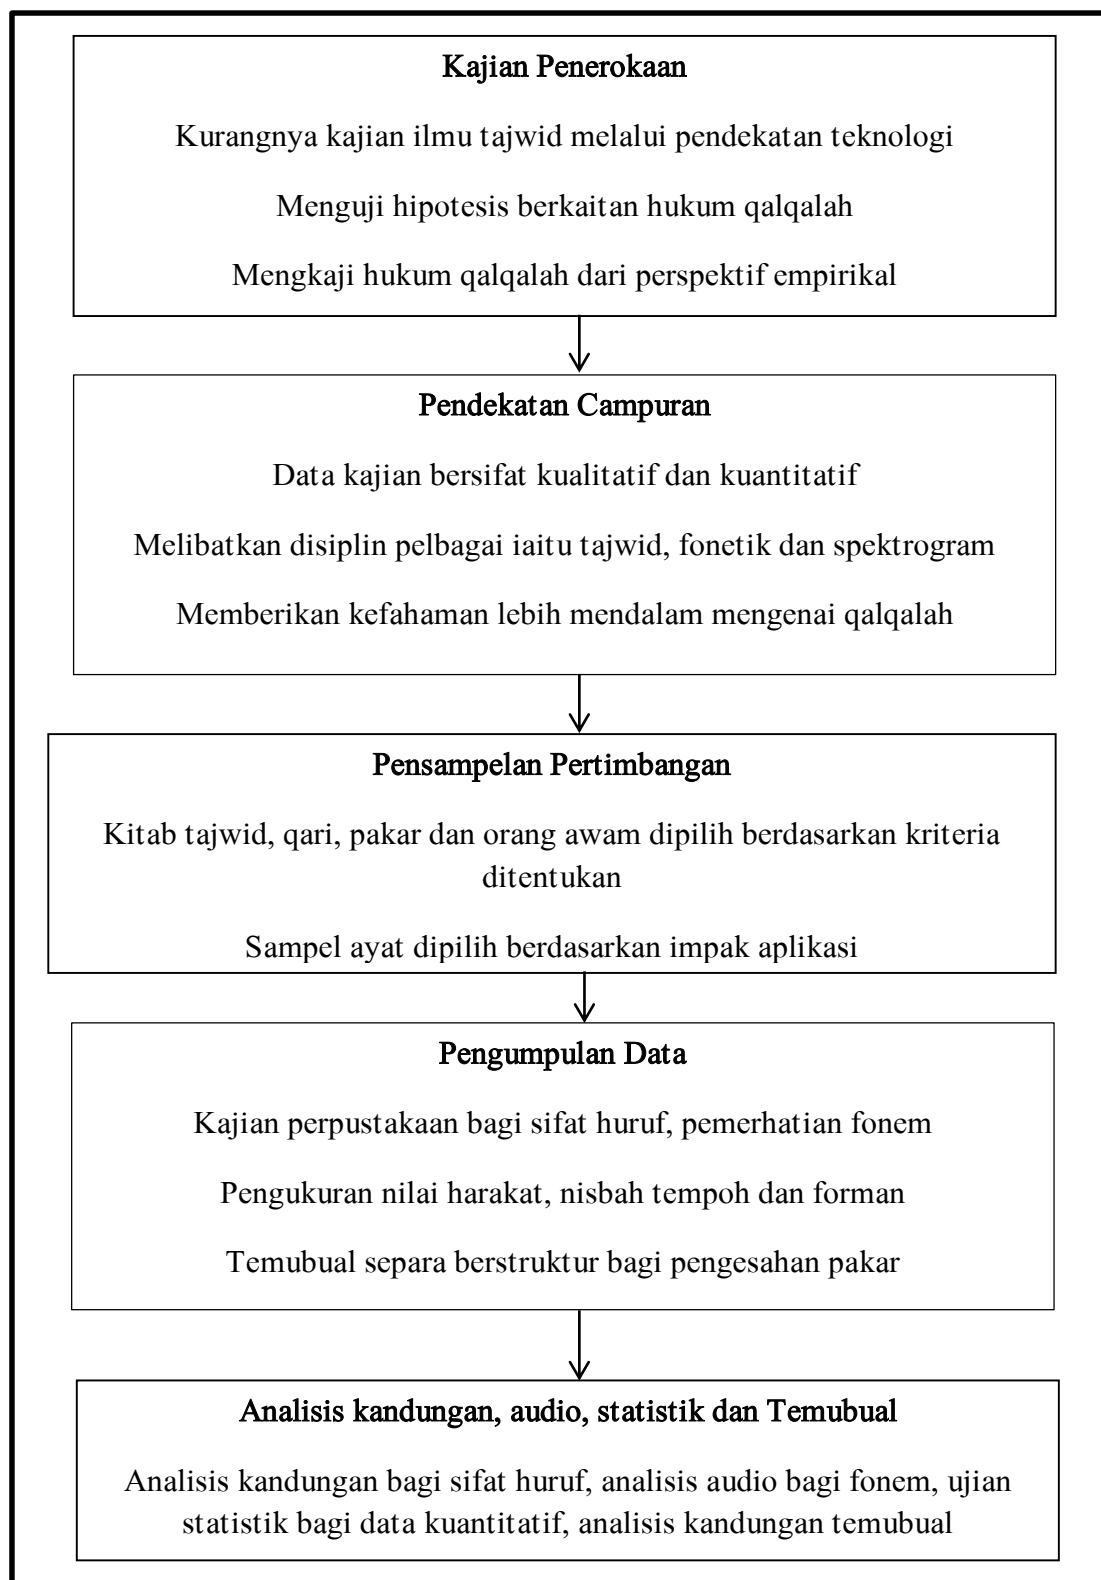 Kajian Penerokaan
Kurangnya kajian ilmu tajwid melalui pendekatan teknologi
Menguji hipotesis berkaitan hukum qalqalah
Mengkaji hukum qalqalah dari perspektif empirikal
Pendekatan Campuran
Data kajian bersifat kualitatif dan kuantitatif
Melibatkan disiplin pelbagai iaitu tajwid, fonetik dan spektrogram
Memberikan kefahaman lebih mendalam mengenai qalqalah
Pensampelan Pertimbangan
Kitab tajwid, qari, pakar dan orang awam dipilih berdasarkan kriteria
ditentukan
Sampel ayat dipilih berdasarkan impak aplikasi
Pengumpulan Data
Kajian perpustakaan bagi sifat huruf, pemerhatian fonem
Pengukuran nilai harakat, nisbah tempoh dan forman
Temubual separa berstruktur bagi pengesahan pakar
Analisis kandungan, audio, statistik dan Temubual
Analisis kandungan bagi sifat huruf, analisis audio bagi fonem, ujian
statistik bagi data kuantitatif, analisis kandungan temubual